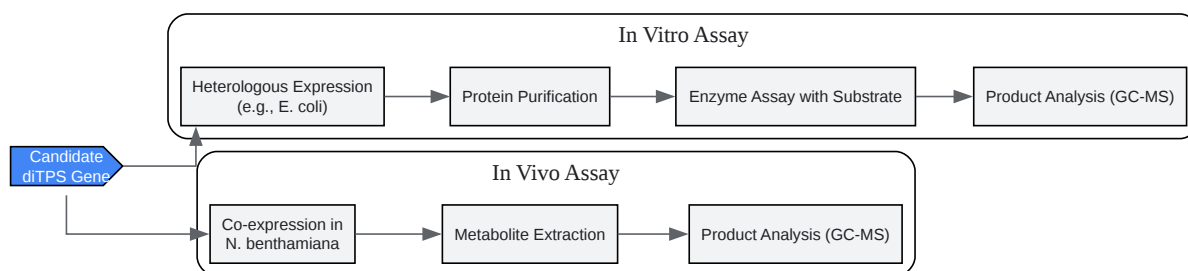 In Vitro Assay
Heterologous Expression
(e.g., E. coli)
Protein Purification
Enzyme Assay with Substrate
Product Analysis (GC-MS)
Candidate
diTPS Gene
In Vivo Assay
Co-expression in
N. benthamiana
Metabolite Extraction
Product Analysis (GC-MS)